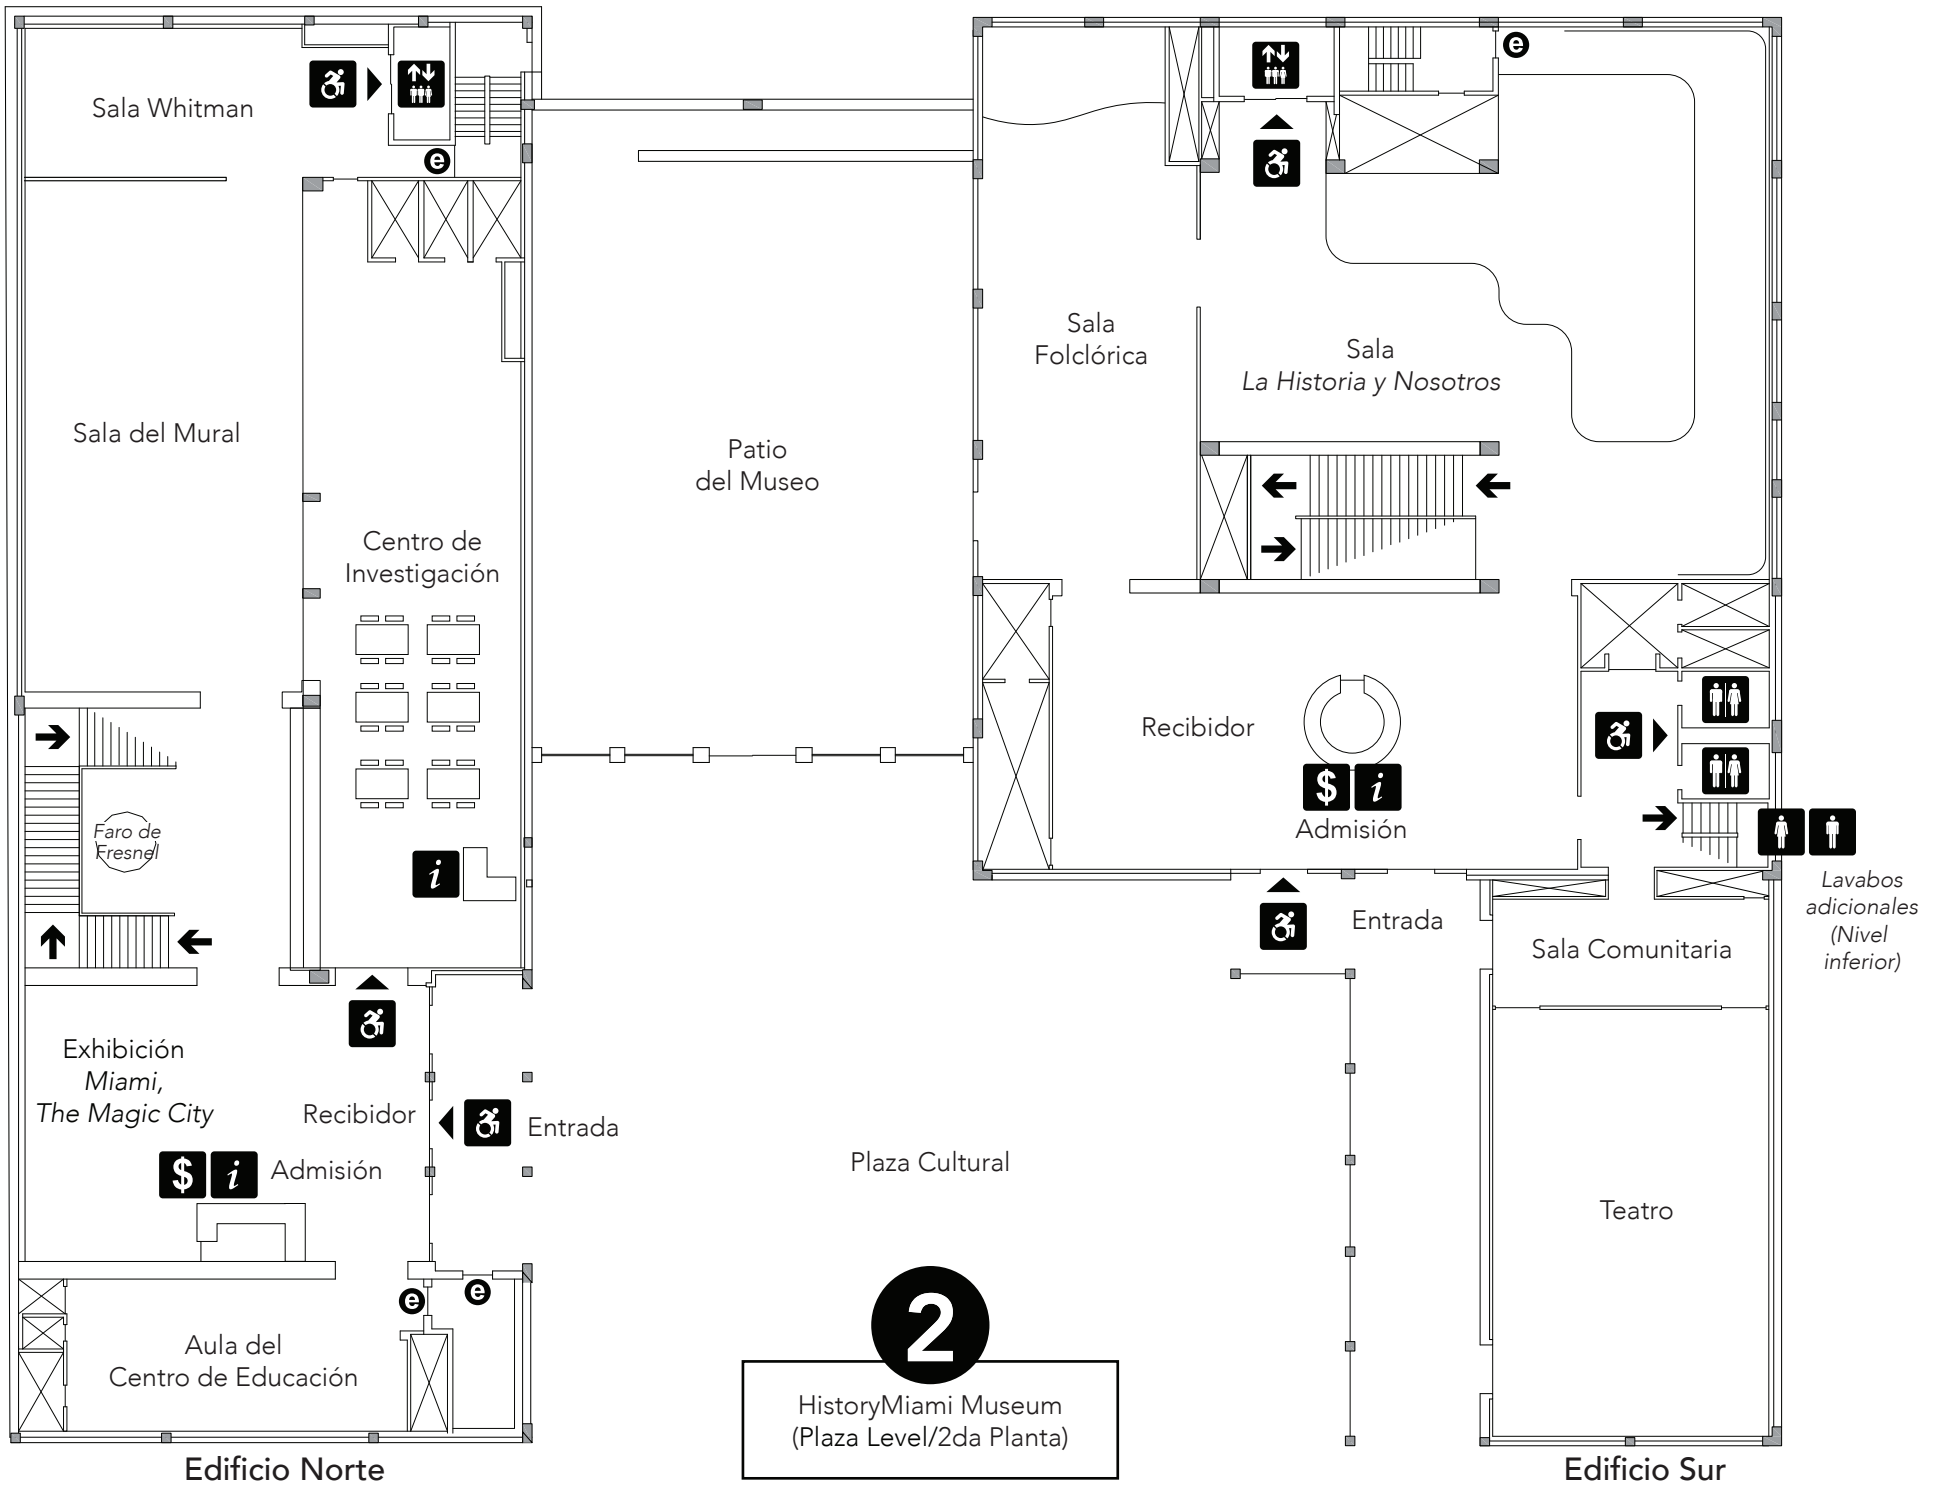 Sala Whitman
e
e
Sala
Folclórica
Sala
La Historia y Nosotros
Sala del Mural
Patio
del Museo
Centro de
Investigación
Recibidor
$ i
Admisión
Faro de
Fresnel
i
Lavabos
adicionales
(Nivel
inferior)
Entrada
Sala Comunitaria
Exhibición
Miami,
The Magic City
Recibidor
Entrada
$ i Admisión
Plaza Cultural
Teatro
e
e
Aula del
Centro de Educación
2
HistoryMiami Museum
(Plaza Level/2da Planta)
Edificio Norte
Edificio Sur